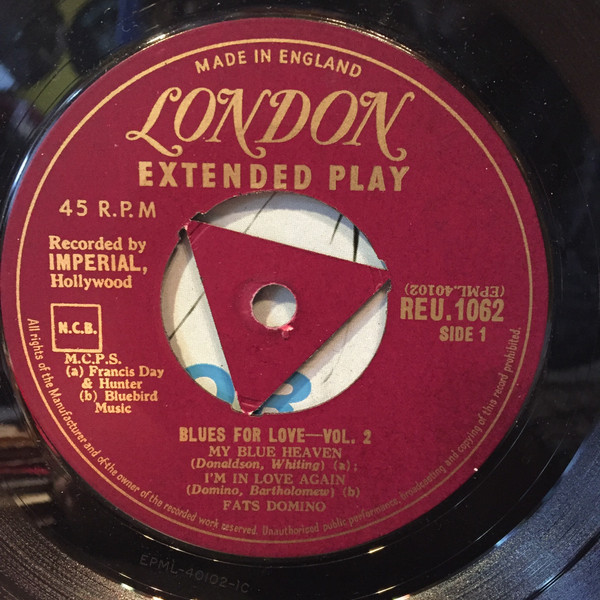 MADE IN ENGLAND
LONDON
EXTENDED PLAY
45 R.P.M
Recorded by
IMPERIAL,
Hollywood
(EPML.40102)
REU.1062
SIDE 1
N.C.B.
M.C.P.S.
(a) Francis Day
& Hunter
(b) Bluebird
Music
BLUES FOR LOVE—VOL. 2
MY BLUE HEAVEN
(Donaldson, Whiting) (a);
I'M IN LOVE AGAIN
(Domino, Bartholomew) (b)
FATS DOMINO
All rights of the Manufacturer and of the owner of the recorded work reserved. Unauthorised public performance, broadcasting and copying of this record prohibited.
EPML-40102-1C